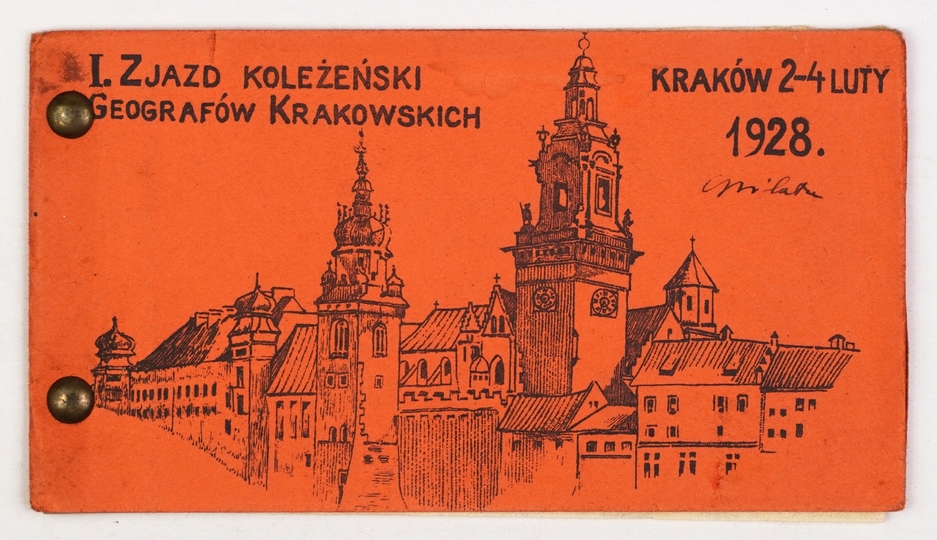 I. ZJAZD KOLEŻEŃSKI
GEOGRAFÓW KRAKOWSKICH
KRAKÓW 2-4 LUTY
1928.